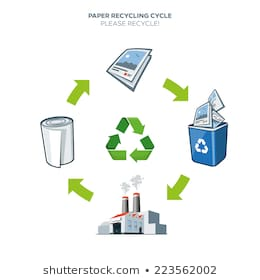 PAPER RECYCLING CYCLE
PLEASE RECYCLE!
shutterstock.com • 223562002